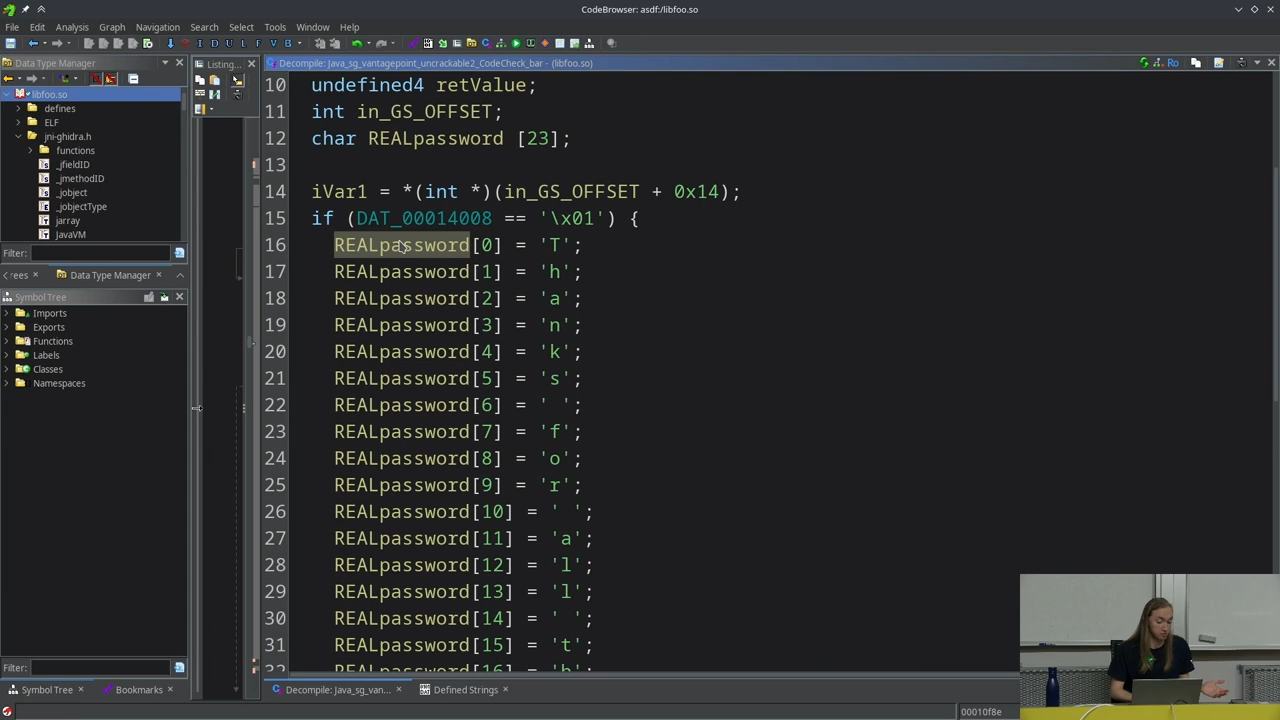 CodeBrowser: asdf:/libfoo.so
File Edit Analysis Graph Navigation Search Select Tools Window Help
I D U L F V B
Data Type Manager
libfoo.so
defines
ELF
jni-ghidra.h
functions
_jfieldID
_jmethodID
_jobject
_jobjectType
jarray
JavaVM
Filter:
rees
Data Type Manager
Symbol Tree
Imports
Exports
Functions
Labels
Classes
Namespaces
Filter:
Symbol Tree
Bookmarks
Listing...
Decompile: Java_sg_vantagepoint_uncrackable2_CodeCheck_bar - (libfoo.so)
Ro
10 undefined4 retValue;
11 int in_GS_OFFSET;
12 char REALpassword [23];
13
14 iVar1 = *(int *)(in_GS_OFFSET + 0x14);
15 if (DAT_00014008 == '\x01') {
16 REALpassword[0] = 'T';
17 REALpassword[1] = 'h';
18 REALpassword[2] = 'a';
19 REALpassword[3] = 'n';
20 REALpassword[4] = 'k';
21 REALpassword[5] = 's';
22 REALpassword[6] = ' ';
23 REALpassword[7] = 'f';
24 REALpassword[8] = 'o';
25 REALpassword[9] = 'r';
26 REALpassword[10] = ' ';
27 REALpassword[11] = 'a';
28 REALpassword[12] = 'l';
29 REALpassword[13] = 'l';
30 REALpassword[14] = ' ';
31 REALpassword[15] = 't';
32 REALpassword[16] = 'h';
Decompile: Java_sg_van...
Defined Strings
00010f8e